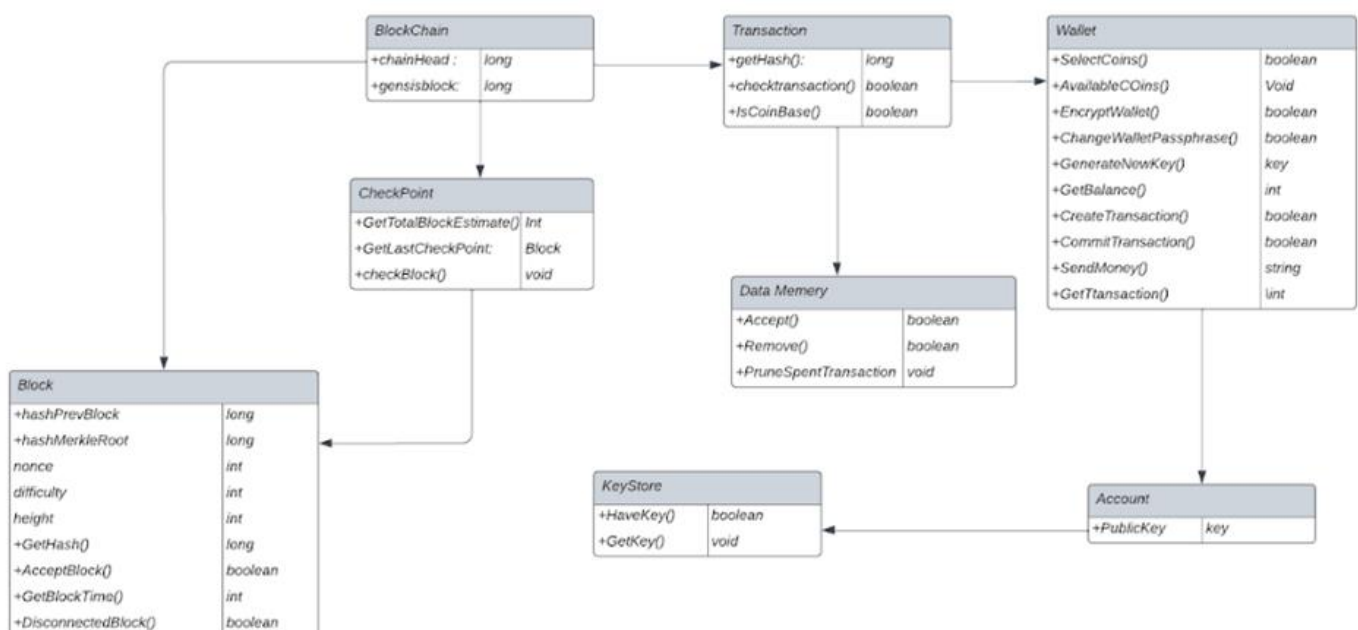 BlockChain
+chainHead : long
+gensisblock: long
Transaction
+getHash(): long
+checktransaction() boolean
+IsCoinBase() boolean
Wallet
+SelectCoins() boolean
+AvailableCOins() Void
+EncryptWallet() boolean
+ChangeWalletPassphrase() boolean
+GenerateNewKey() key
+GetBalance() int
+CreateTransaction() boolean
+CommitTransaction() boolean
+SendMoney() string
+GetTtansaction() \int
CheckPoint
+GetTotalBlockEstimate() Int
+GetLastCheckPoint: Block
+checkBlock() void
Data Memery
+Accept() boolean
+Remove() boolean
+PruneSpentTransaction void
Block
+hashPrevBlock long
+hashMerkleRoot long
nonce int
difficulty int
height int
+GetHash() long
+AcceptBlock() boolean
+GetBlockTime() int
+DisconnectedBlock() boolean
KeyStore
+HaveKey() boolean
+GetKey() void
Account
+PublicKey key